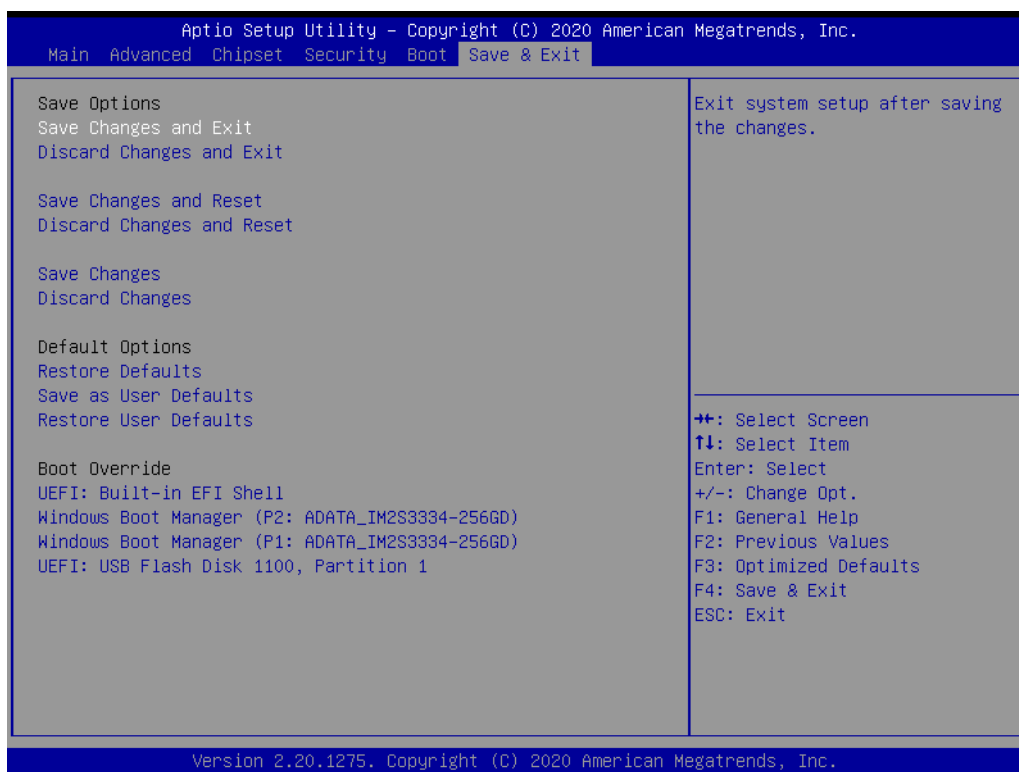 Aptio Setup Utility – Copyright (C) 2020 American Megatrends, Inc.
Main Advanced Chipset Security Boot Save & Exit
Save Options
Save Changes and Exit
Discard Changes and Exit
Save Changes and Reset
Discard Changes and Reset
Save Changes
Discard Changes
Default Options
Restore Defaults
Save as User Defaults
Restore User Defaults
Boot Override
UEFI: Built-in EFI Shell
Windows Boot Manager (P2: ADATA_IM2S3334-256GD)
Windows Boot Manager (P1: ADATA_IM2S3334-256GD)
UEFI: USB Flash Disk 1100, Partition 1
Exit system setup after saving
the changes.
→←: Select Screen
↑↓: Select Item
Enter: Select
+/-: Change Opt.
F1: General Help
F2: Previous Values
F3: Optimized Defaults
F4: Save & Exit
ESC: Exit
Version 2.20.1275. Copyright (C) 2020 American Megatrends, Inc.